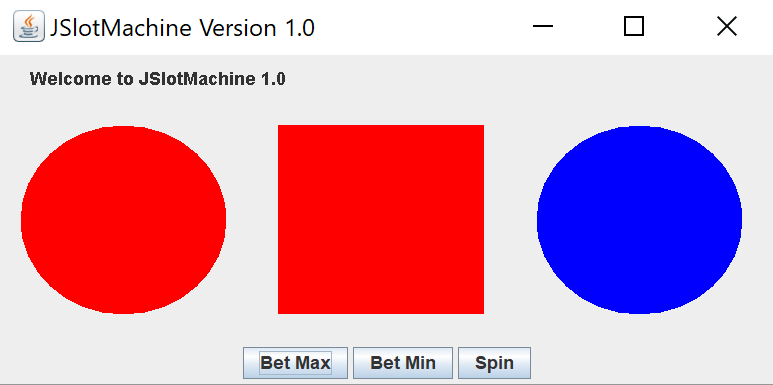 JSlotMachine Version 1.0
Welcome to JSlotMachine 1.0
Bet Max Bet Min Spin